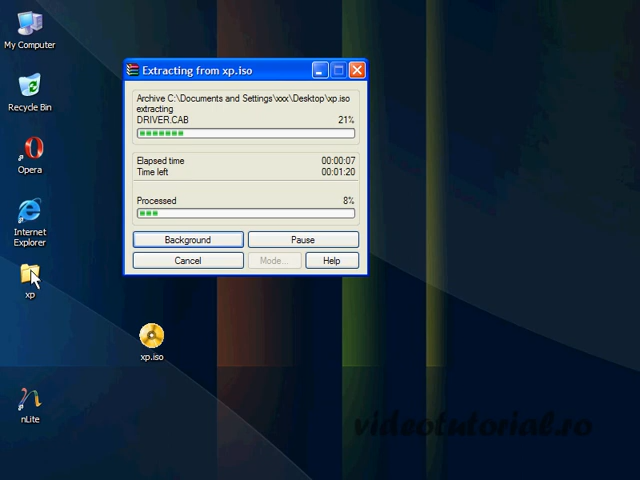 My Computer
Recycle Bin
Opera
Internet
Explorer
xp
xp.iso
nLite
Extracting from xp.iso
Archive C:\Documents and Settings\xxx\Desktop\xp.iso
extracting
DRIVER.CAB 21%
Elapsed time 00:00:07
Time left 00:01:20
Processed 8%
Background Pause
Cancel Mode... Help
videotutorial.ro